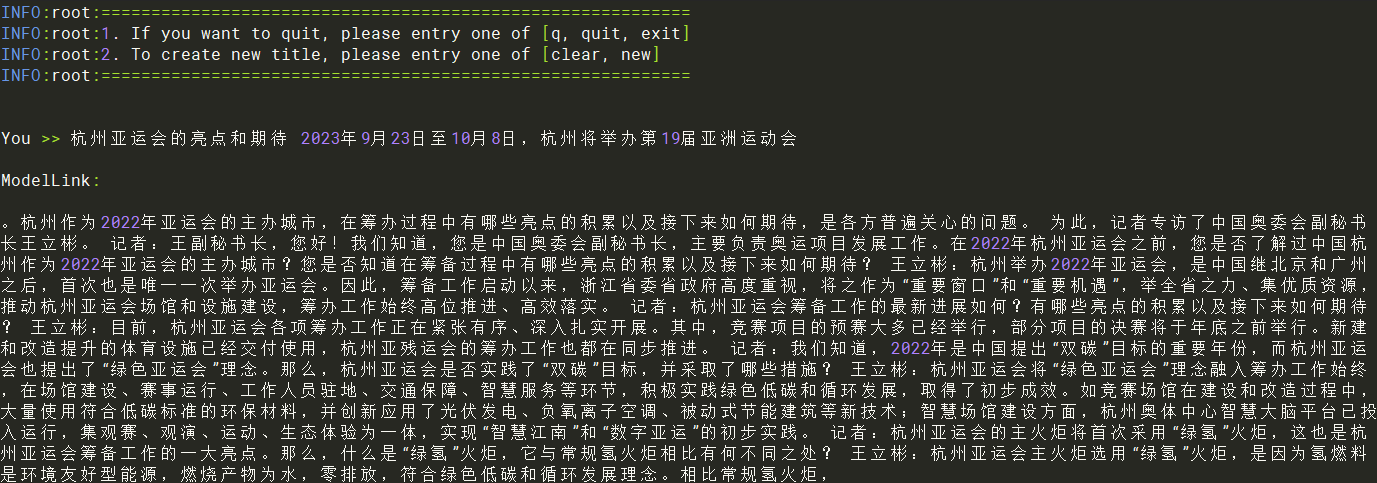 INFO:root:===========================================================
INFO:root:1. If you want to quit, please entry one of [q, quit, exit]
INFO:root:2. To create new title, please entry one of [clear, new]
INFO:root:===========================================================
You >> 杭州亚运会的亮点和期待 2023年9月23日至10月8日，杭州将举办第19届亚洲运动会
ModelLink:
。杭州作为2022年亚运会的主办城市，在筹办过程中有哪些亮点的积累以及接下来如何期待，是各方普遍关心的问题。 为此，记者专访了中国奥委会副秘书
长王立彬。 记者：王副秘书长，您好！我们知道，您是中国奥委会副秘书长，主要负责奥运项目发展工作。在2022年杭州亚运会之前，您是否了解过中国杭
州作为2022年亚运会的主办城市？您是否知道在筹备过程中有哪些亮点的积累以及接下来如何期待？ 王立彬：杭州举办2022年亚运会，是中国继北京和广州
之后，首次也是唯一一次举办亚运会。因此，筹备工作启动以来，浙江省委省政府高度重视，将之作为“重要窗口”和“重要机遇”，举全省之力、集优质资源，
推动杭州亚运会场馆和设施建设，筹办工作始终高位推进、高效落实。 记者：杭州亚运会筹备工作的最新进展如何？有哪些亮点的积累以及接下来如何期待
？ 王立彬：目前，杭州亚运会各项筹办工作正在紧张有序、深入扎实开展。其中，竞赛项目的预赛大多已经举行，部分项目的决赛将于年底之前举行。新建
和改造提升的体育设施已经交付使用，杭州亚残运会的筹办工作也都在同步推进。 记者：我们知道，2022年是中国提出“双碳”目标的重要年份，而杭州亚运
会也提出了“绿色亚运会”理念。那么，杭州亚运会是否实践了“双碳”目标，并采取了哪些措施？ 王立彬：杭州亚运会将“绿色亚运会”理念融入筹办工作始终
，在场馆建设、赛事运行、工作人员驻地、交通保障、智慧服务等环节，积极实践绿色低碳和循环发展，取得了初步成效。如竞赛场馆在建设和改造过程中，
大量使用符合低碳标准的环保材料，并创新应用了光伏发电、负氧离子空调、被动式节能建筑等新技术；智慧场馆建设方面，杭州奥体中心智慧大脑平台已投
入运行，集观赛、观演、运动、生态体验为一体，实现“智慧江南”和“数字亚运”的初步实践。 记者：杭州亚运会的主火炬将首次采用“绿氢”火炬，这也是杭
州亚运会筹备工作的一大亮点。那么，什么是“绿氢”火炬，它与常规氢火炬相比有何不同之处？ 王立彬：杭州亚运会主火炬选用“绿氢”火炬，是因为氢燃料
是环境友好型能源，燃烧产物为水，零排放，符合绿色低碳和循环发展理念。相比常规氢火炬，